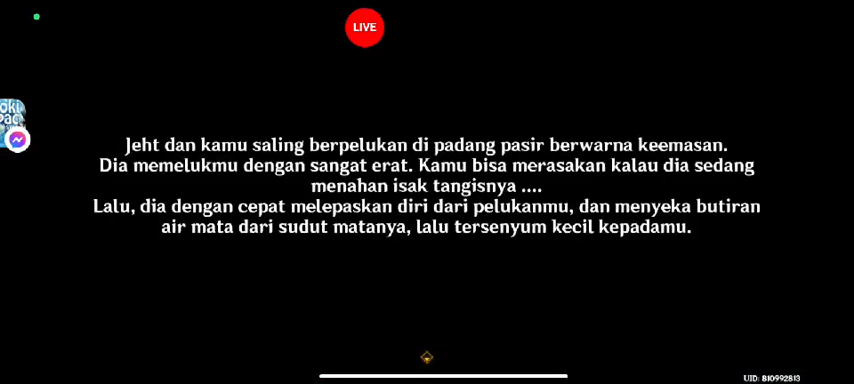 LIVE
oki
Pac
Jeht dan kamu saling berpelukan di padang pasir berwarna keemasan.
Dia memelukmu dengan sangat erat. Kamu bisa merasakan kalau dia sedang
menahan isak tangisnya ....
Lalu, dia dengan cepat melepaskan diri dari pelukanmu, dan menyeka butiran
air mata dari sudut matanya, lalu tersenyum kecil kepadamu.
UID: 810992813